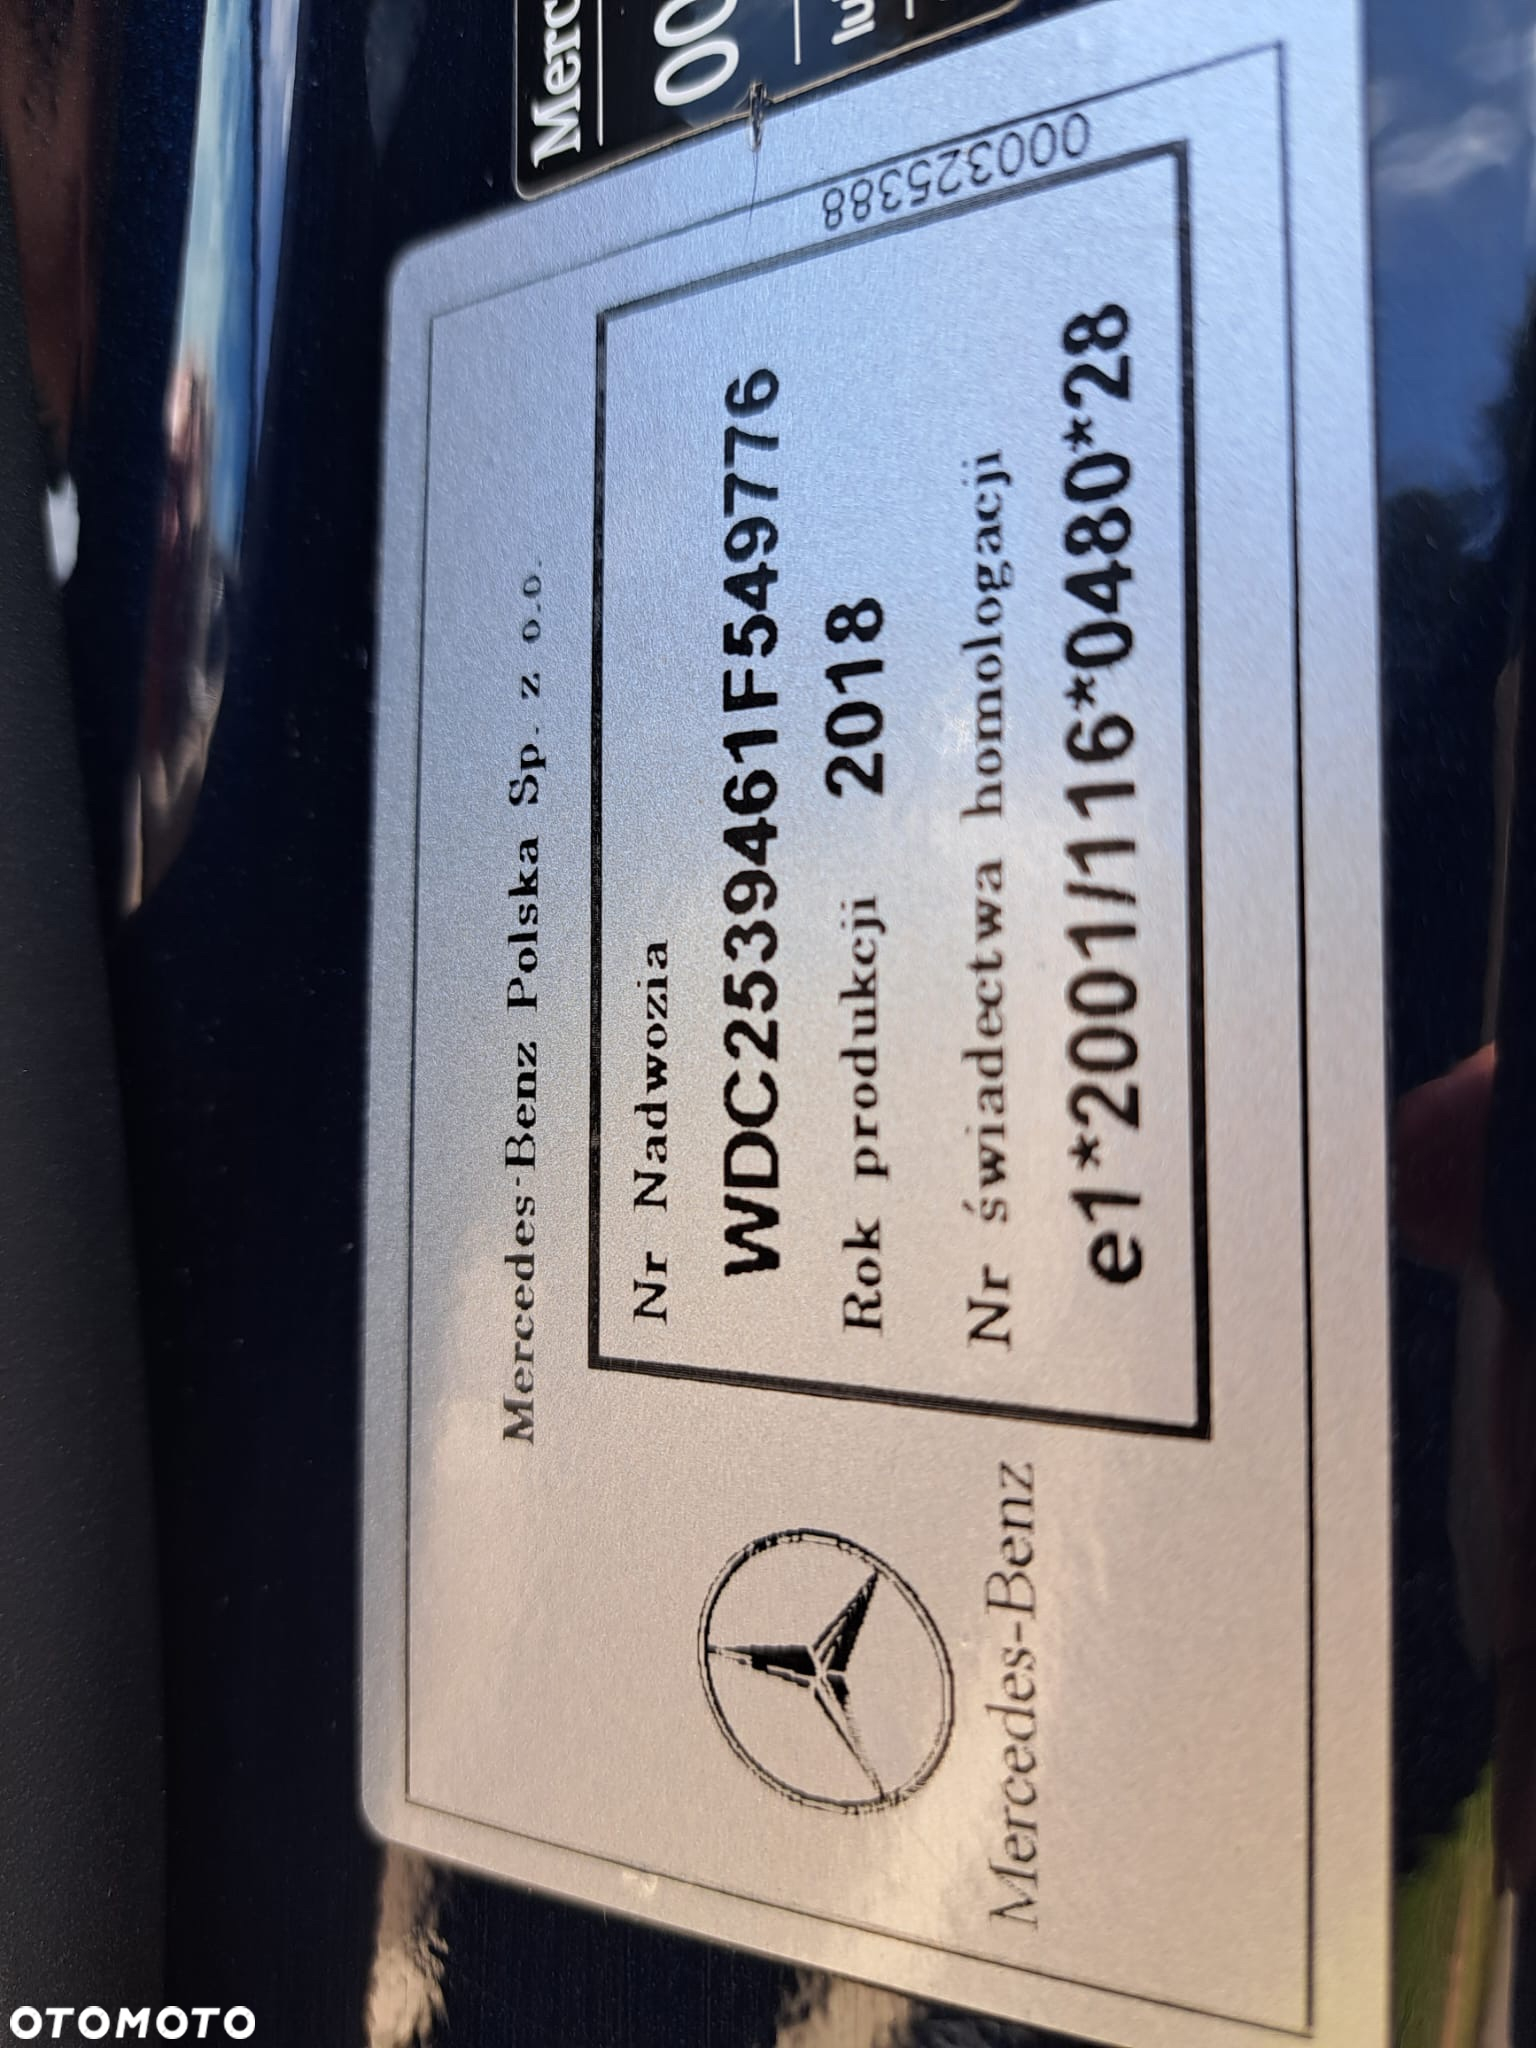 Mercedes-Benz Polska Sp. z o.o.
Nr Nadwozia
WDC2539461F549776
Rok produkcji 2018
Nr świadectwa homologacji
e1*2001/116*0480*28
Mercedes-Benz
000325388
OTOMOTO